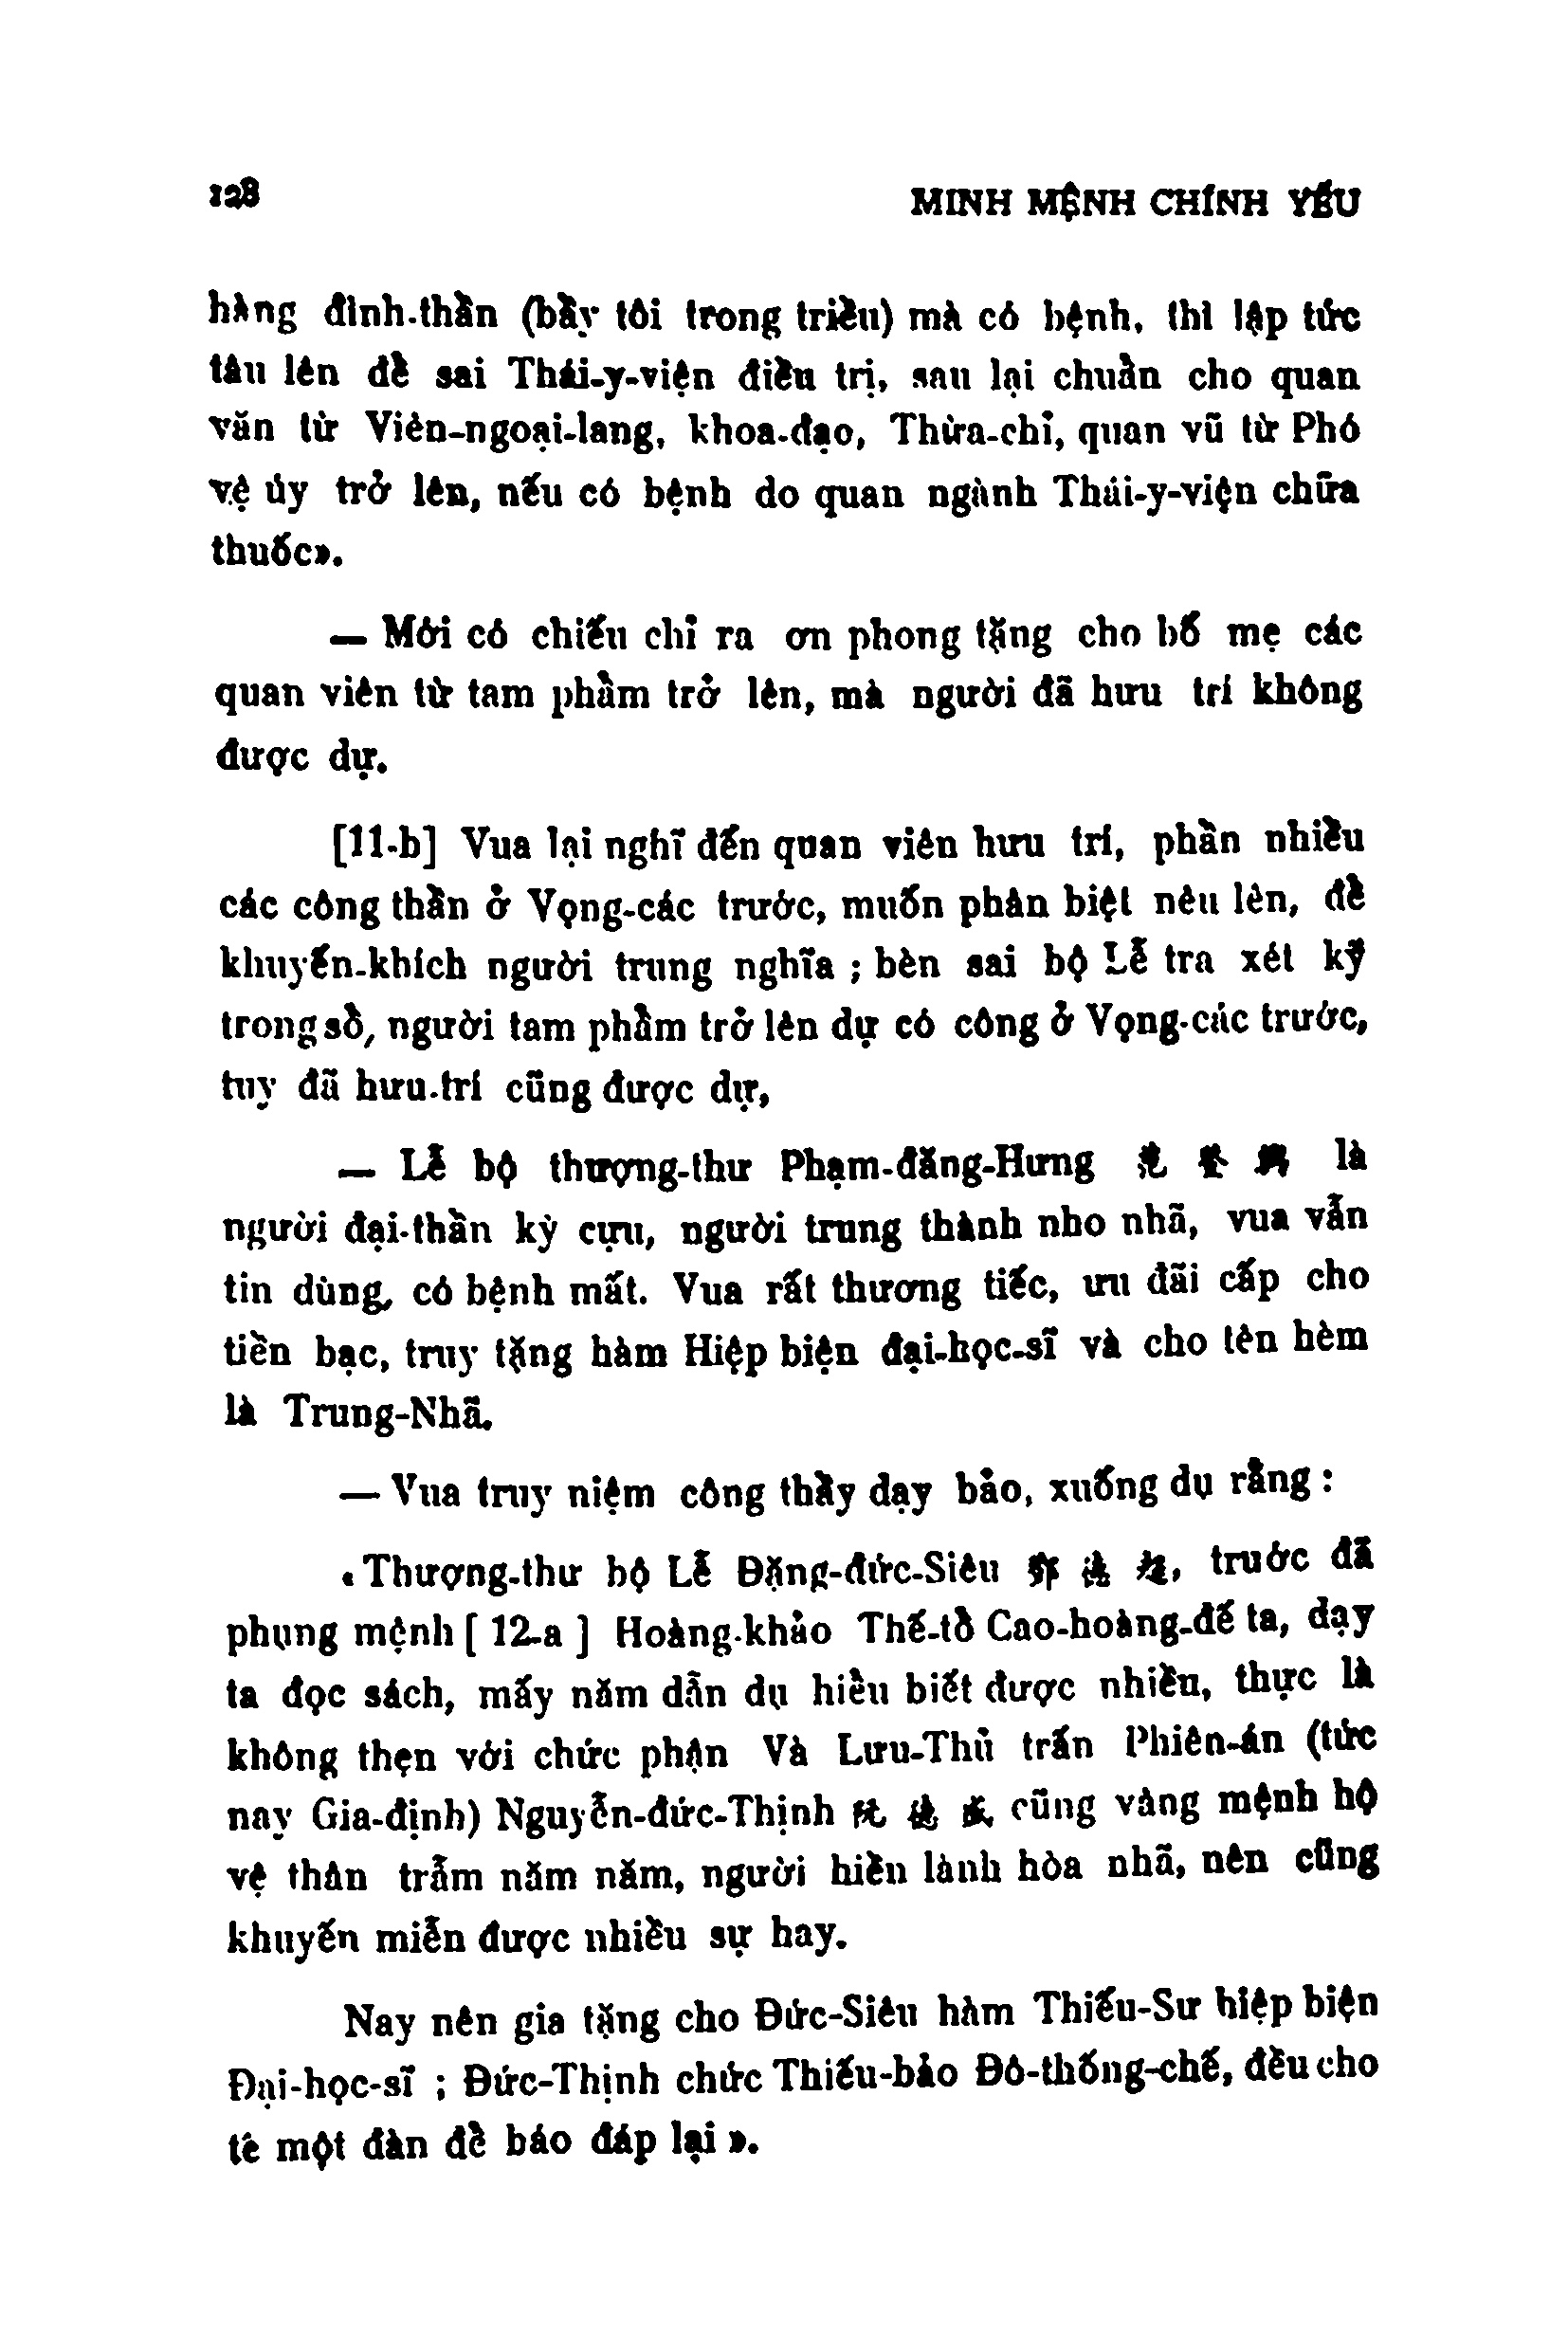 128
MINH MỆNH CHÍNH YẾU
hàng đình-thần (bầy tôi trong triều) mà có bệnh, thì lập tức
tâu lên để sai Thái-y-viện điều trị, sau lại chuẩn cho quan
văn từ Viên-ngoại-lang, khoa-đạo, Thừa-chỉ, quan vũ từ Phó
vệ úy trở lên, nếu có bệnh do quan ngành Thái-y-viện chữa
thuốc».
— Mới có chiếu chỉ ra ơn phong tặng cho bố mẹ các
quan viên từ tam phẩm trở lên, mà người đã hưu trí không
được dự.
[11-b] Vua lại nghĩ đến quan viên hưu trí, phần nhiều
các công thần ở Vọng-các trước, muốn phân biệt nêu lên, để
khuyến-khích người trung nghĩa ; bèn sai bộ Lễ tra xét kỹ
trong sổ, người tam phẩm trở lên dự có công ở Vọng-các trước,
tuy đã hưu-trí cũng được dự,
— Lễ bộ thượng-thư Phạm-đăng-Hưng 登 興 là
người đại-thần kỳ cựu, người trung thành nho nhã, vua vẫn
tin dùng, có bệnh mất. Vua rất thương tiếc, ưu đãi cấp cho
tiền bạc, truy tặng hàm Hiệp biện đại-học-sĩ và cho tên hèm
là Trung-Nhã.
— Vua truy niệm công thầy dạy bảo, xuống dụ rằng :
«Thượng-thư bộ Lễ Đặng-đức-Siêu 鄧 德 超, truớc đã
phụng mệnh [ 12-a ] Hoàng-khảo Thế-tổ Cao-hoàng-đế ta, dạy
ta đọc sách, mấy năm dẫn dụ hiểu biết được nhiều, thực là
không thẹn với chức phận Và Lưu-Thủ trấn Phiên-án (tức
nay Gia-định) Nguyễn-đức-Thịnh 阮 德 盛 cũng vâng mệnh hộ
vệ thân trẫm năm năm, người hiền lành hòa nhã, nên cũng
khuyến miễn được nhiều sự hay.
Nay nên gia tặng cho Đức-Siêu hàm Thiếu-Sư hiệp biện
Đại-học-sĩ ; Đức-Thịnh chức Thiếu-bảo Đô-thống-chế, đều cho
tê một đàn để báo đáp lại ».